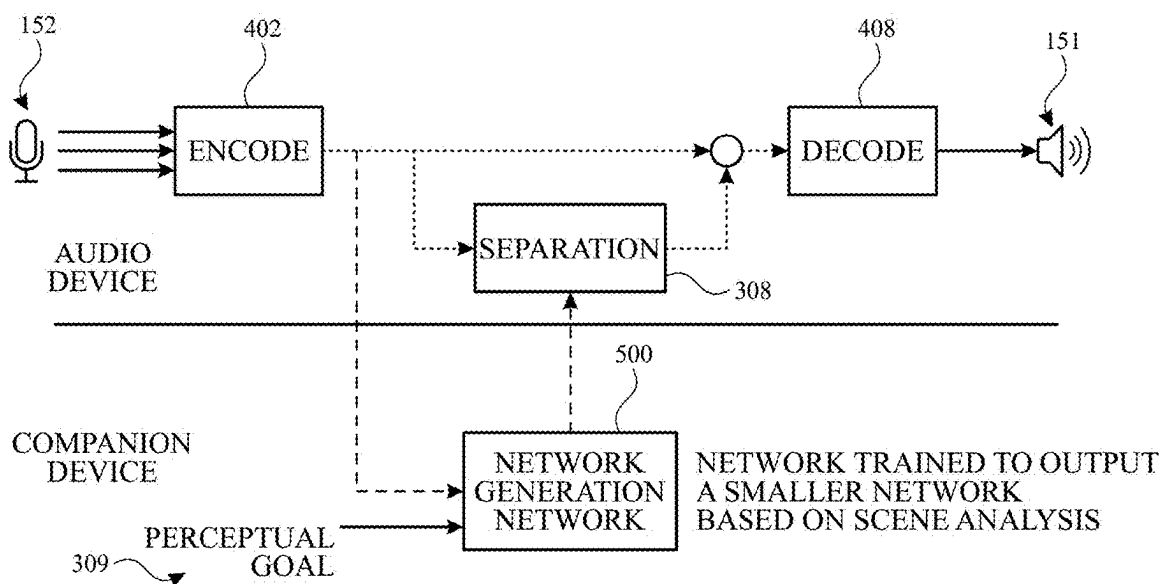 152
402
408
151
ENCODE
DECODE
SEPARATION
308
AUDIO
DEVICE
500
COMPANION
DEVICE
NETWORK
GENERATION
NETWORK
NETWORK TRAINED TO OUTPUT
A SMALLER NETWORK
BASED ON SCENE ANALYSIS
PERCEPTUAL
GOAL
309